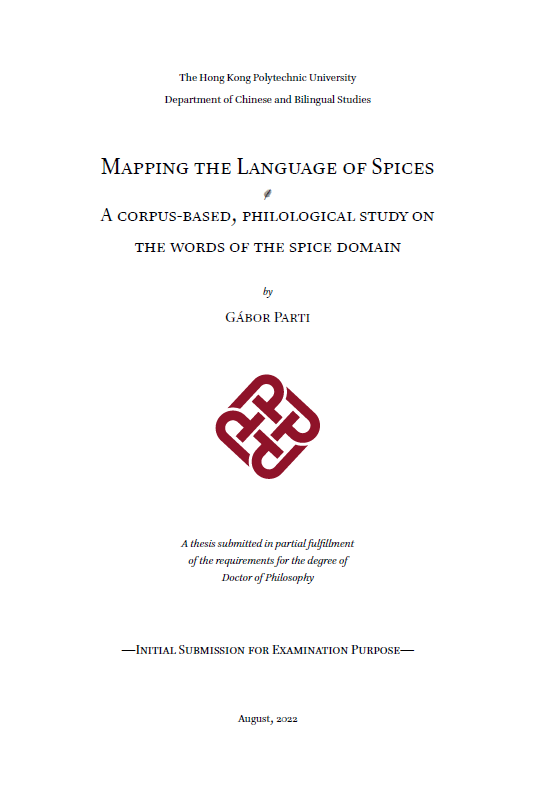 The Hong Kong Polytechnic University
Department of Chinese and Bilingual Studies
Mapping the Language of Spices
A corpus-based, philological study on
the words of the spice domain
by
Gábor Parti
A thesis submitted in partial fulfillment
of the requirements for the degree of
Doctor of Philosophy
—Initial Submission for Examination Purpose—
August, 2022